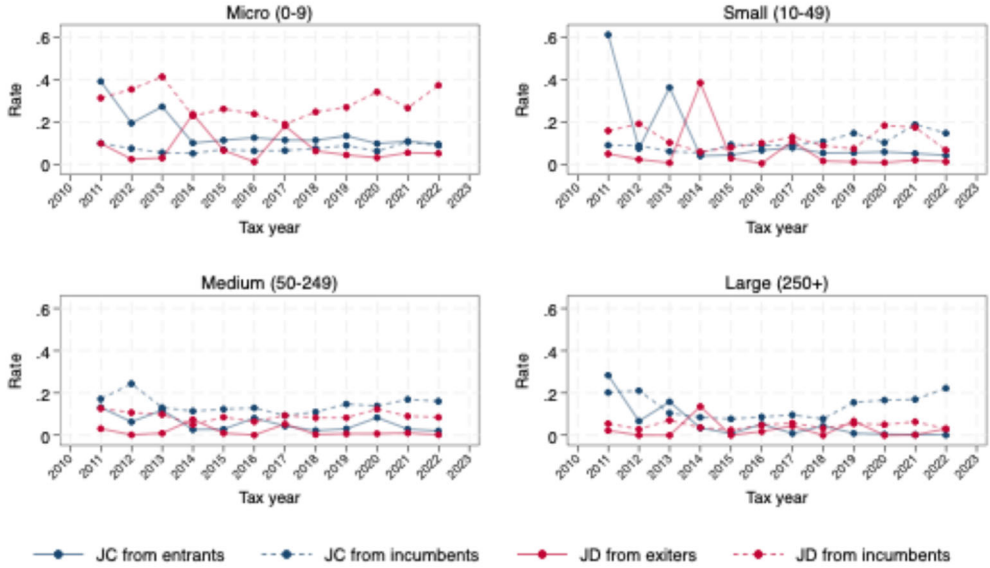 Micro (0-9)
Small (10-49)
Rate
.6
.4
.2
0
2010 2011 2012 2013 2014 2015 2016 2017 2018 2019 2020 2021 2022 2023
Tax year
Rate
.6
.4
.2
0
2010 2011 2012 2013 2014 2015 2016 2017 2018 2019 2020 2021 2022 2023
Tax year
Medium (50-249)
Large (250+)
Rate
.6
.4
.2
0
2010 2011 2012 2013 2014 2015 2016 2017 2018 2019 2020 2021 2022 2023
Tax year
Rate
.6
.4
.2
0
2010 2011 2012 2013 2014 2015 2016 2017 2018 2019 2020 2021 2022 2023
Tax year
JC from entrants JC from incumbents JD from exiters JD from incumbents